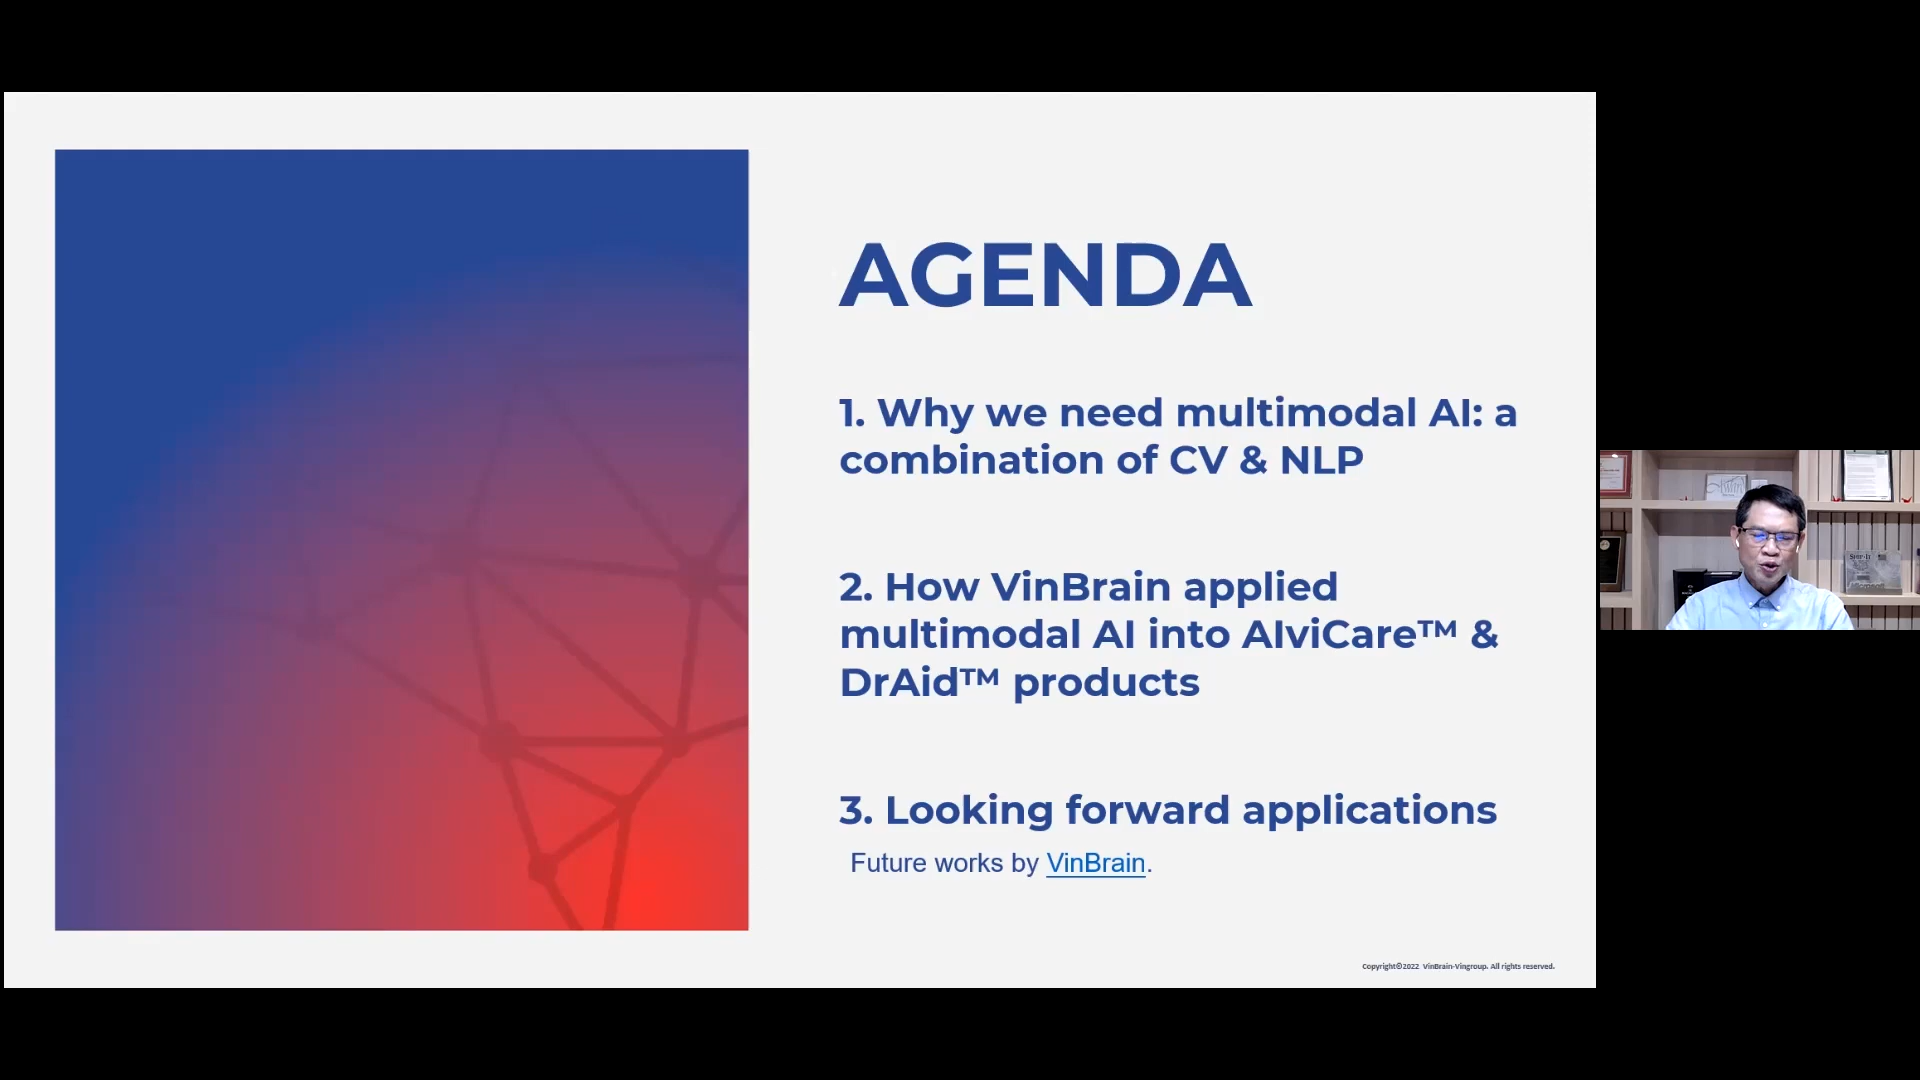 AGENDA
1. Why we need multimodal AI: a
combination of CV & NLP
2. How VinBrain applied
multimodal AI into AIviCare™ &
DrAid™ products
3. Looking forward applications
Future works by VinBrain.
Copyright©2022 VinBrain-Vingroup. All rights reserved.